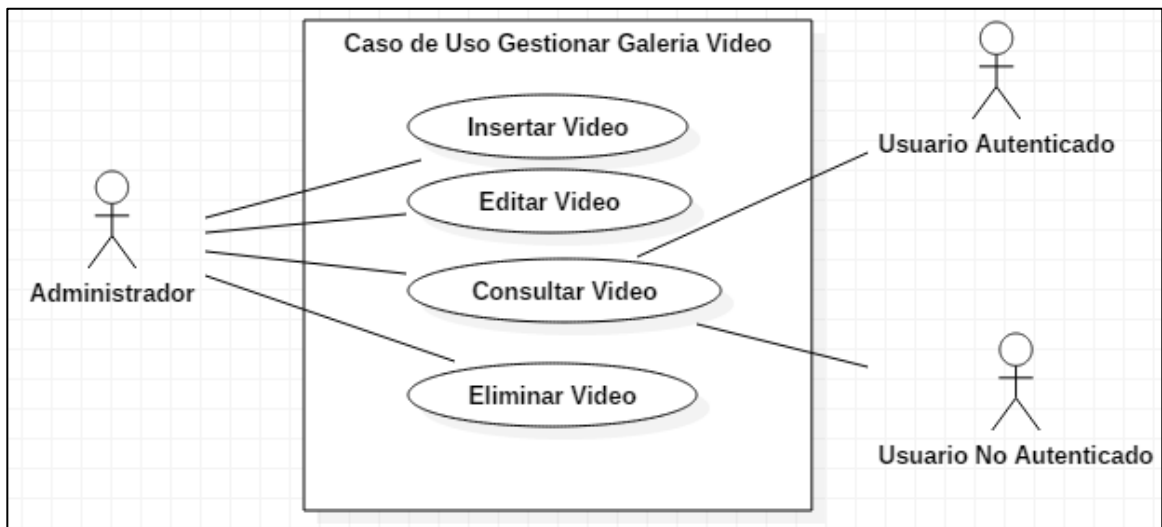 Caso de Uso Gestionar Galeria Video
Insertar Video
Editar Video
Consultar Video
Eliminar Video
Administrador
Usuario Autenticado
Usuario No Autenticado